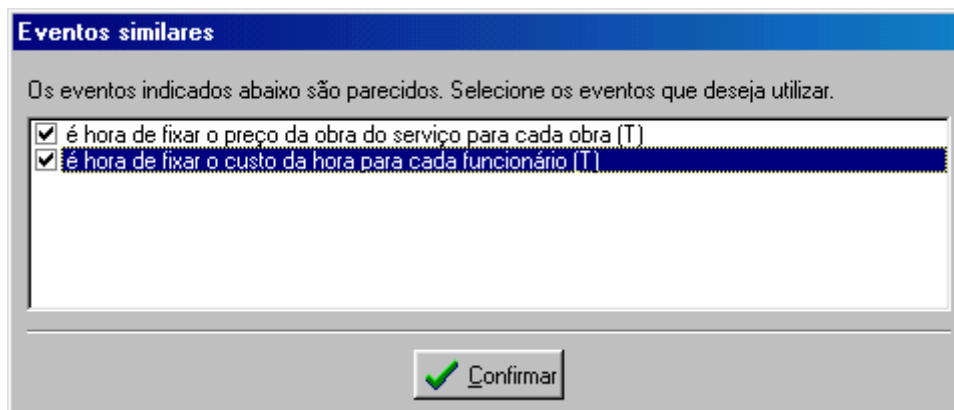 Eventos similares
Os eventos indicados abaixo são parecidos. Selecione os eventos que deseja utilizar.
é hora de fixar o preço da obra do serviço para cada obra (T)
é hora de fixar o custo da hora para cada funcionário (T)
Confirmar